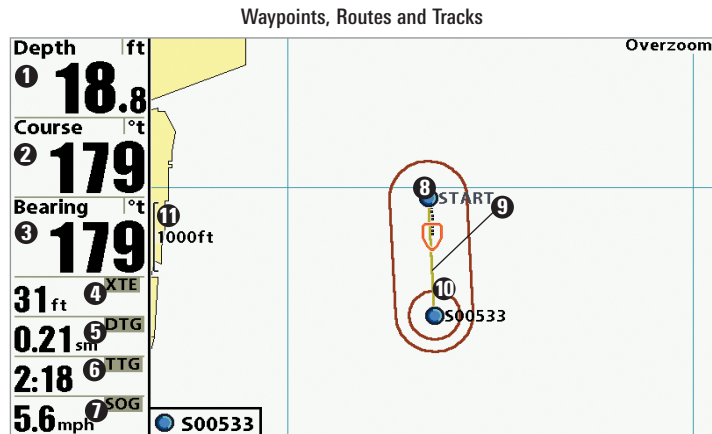 Waypoints, Routes and Tracks
Depth ft
1 18.8
Course °t
2 179
Bearing °t
3 179
31 ft 4 XTE
0.21 sm 5 DTG
2:18 6 TTG
5.6 mph 7 SOG
Overzoom
8 START
9
11
1000ft
10
S00533
S00533